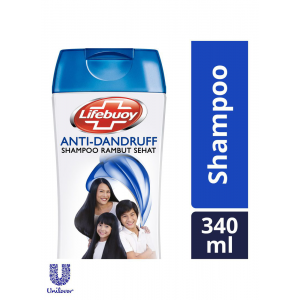 Lifebuoy
ANTI-DANDRUFF
SHAMPOO RAMBUT SEHAT
Shampoo
340
ml
Unilever